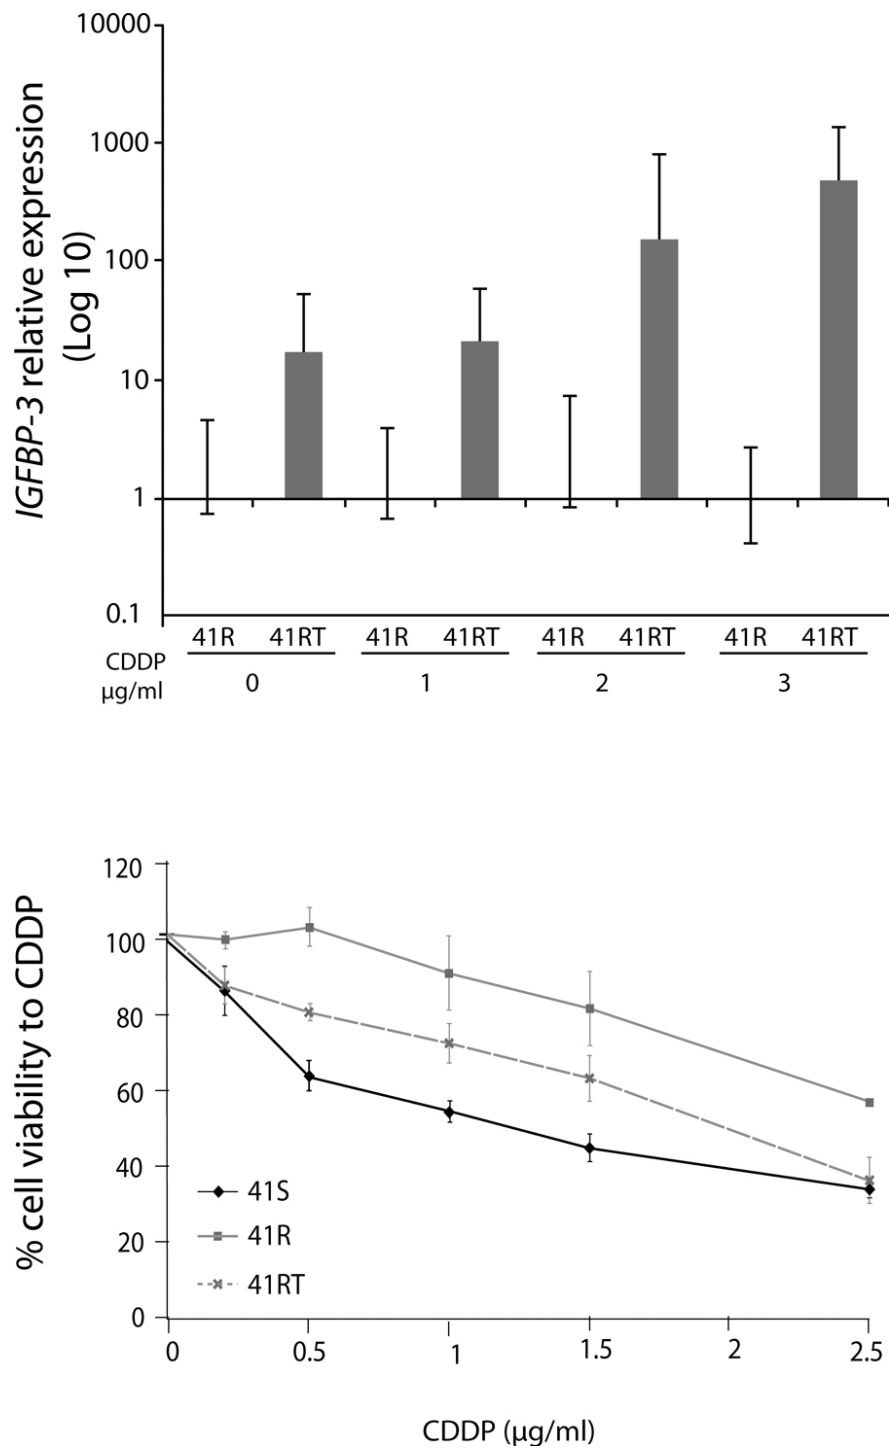 10000
1000
100
10
1
0.1
IGFBP-3 relative expression
(Log 10)
41R 41RT 41R 41RT 41R 41RT 41R 41RT
CDDP
µg/ml
0 1 2 3
120
100
80
60
40
20
0
% cell viability to CDDP
41S
41R
41RT
0 0.5 1 1.5 2 2.5
CDDP (µg/ml)